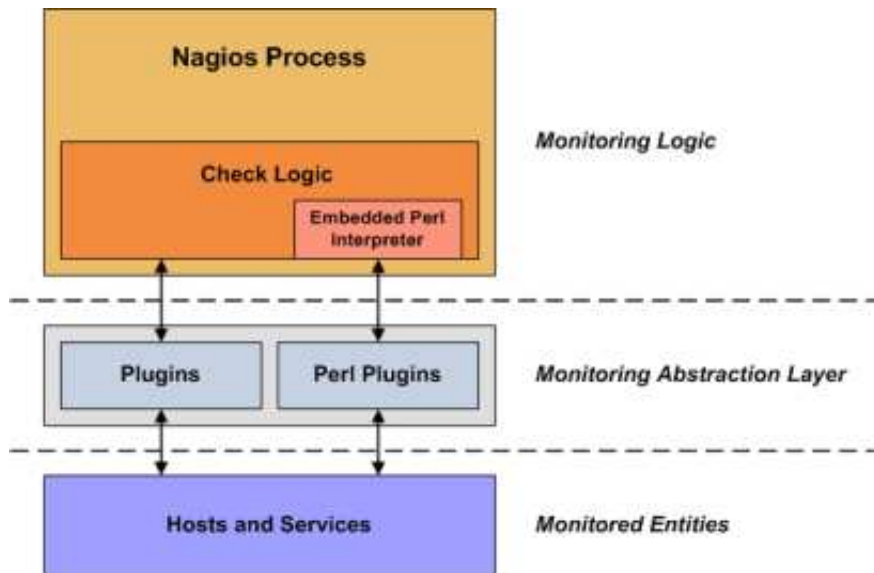 Nagios Process
Monitoring Logic
Check Logic
Embedded Perl
Interpreter
Plugins
Perl Plugins
Monitoring Abstraction Layer
Hosts and Services
Monitored Entities